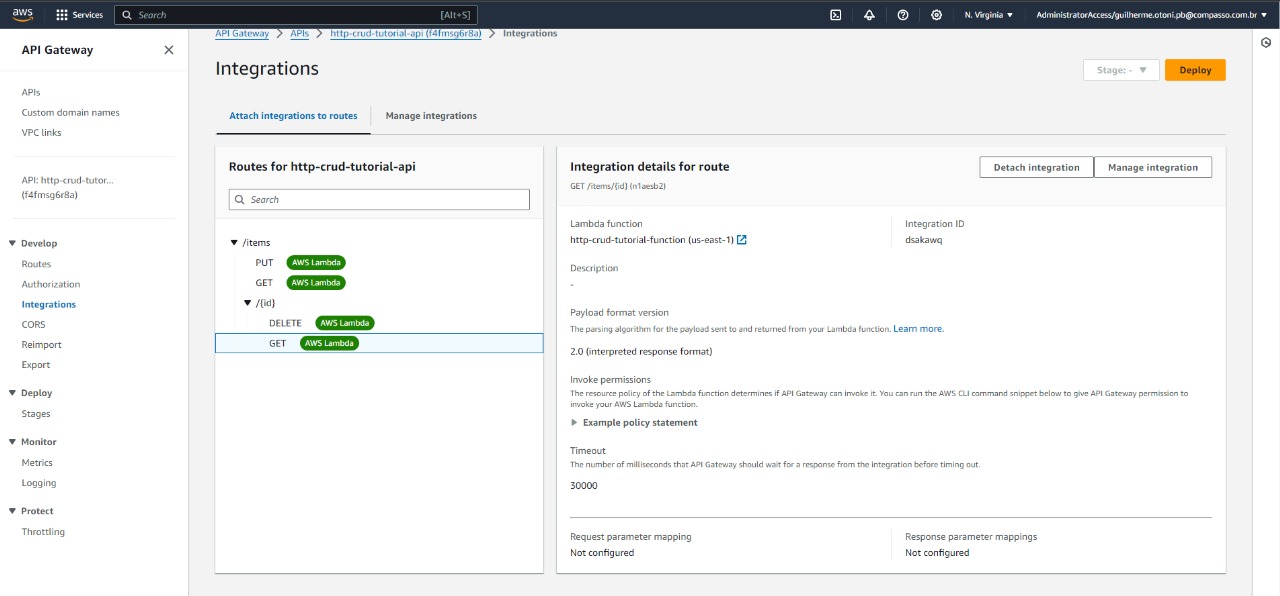 aws Services Search [Alt+S] N. Virginia AdministratorAccess/guilherme.otoni.pb@compasso.com.br
API Gateway
APIs
Custom domain names
VPC links
API: http-crud-tutor...
(f4fmsg6r8a)
Develop
Routes
Authorization
Integrations
CORS
Reimport
Export
Deploy
Stages
Monitor
Metrics
Logging
Protect
Throttling
API Gateway APIs http-crud-tutorial-api (f4fmsg6r8a) Integrations
Integrations
Stage: - Deploy
Attach integrations to routes Manage integrations
Routes for http-crud-tutorial-api
Search
/items
PUT AWS Lambda
GET AWS Lambda
/{id}
DELETE AWS Lambda
GET AWS Lambda
Integration details for route
Detach integration Manage integration
GET /items/{id} (n1aesb2)
Lambda function
http-crud-tutorial-function (us-east-1)
Integration ID
dsakawq
Description
-
Payload format version
The parsing algorithm for the payload sent to and returned from your Lambda function. Learn more.
2.0 (interpreted response format)
Invoke permissions
The resource policy of the Lambda function determines if API Gateway can invoke it. You can run the AWS CLI command snippet below to give API Gateway permission to
invoke your AWS Lambda function.
Example policy statement
Timeout
The number of milliseconds that API Gateway should wait for a response from the integration before timing out.
30000
Request parameter mapping
Not configured
Response parameter mappings
Not configured